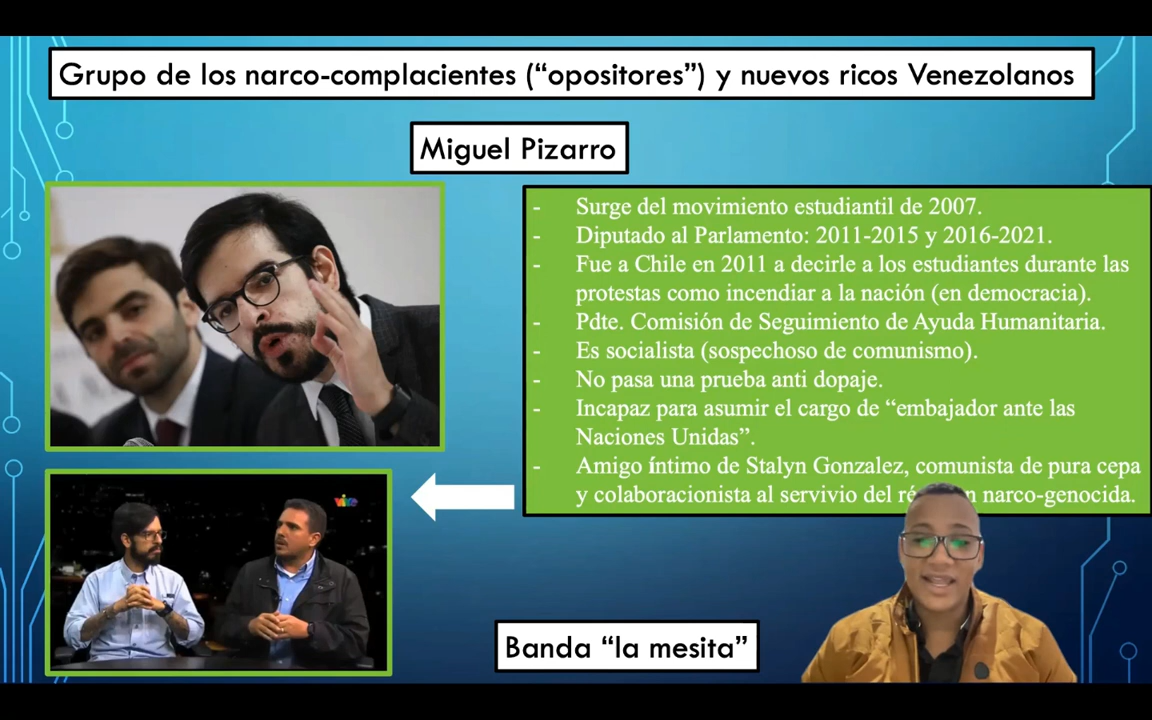 Grupo de los narco-complacientes (“opositores”) y nuevos ricos Venezolanos
Miguel Pizarro
- Surge del movimiento estudiantil de 2007.
- Diputado al Parlamento: 2011-2015 y 2016-2021.
- Fue a Chile en 2011 a decirle a los estudiantes durante las
protestas como incendiar a la nación (en democracia).
- Pdte. Comisión de Seguimiento de Ayuda Humanitaria.
- Es socialista (sospechoso de comunismo).
- No pasa una prueba anti dopaje.
- Incapaz para asumir el cargo de “embajador ante las
Naciones Unidas”.
- Amigo íntimo de Stalyn Gonzalez, comunista de pura cepa
y colaboracionista al servivio del narco-genocida.
vive
Banda “la mesita”